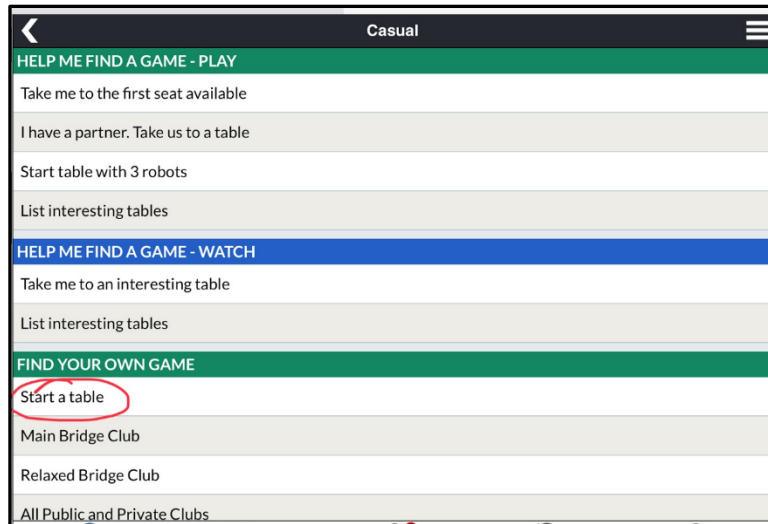 Casual
HELP ME FIND A GAME - PLAY
Take me to the first seat available
I have a partner. Take us to a table
Start table with 3 robots
List interesting tables
HELP ME FIND A GAME - WATCH
Take me to an interesting table
List interesting tables
FIND YOUR OWN GAME
Start a table
Main Bridge Club
Relaxed Bridge Club
All Public and Private Clubs